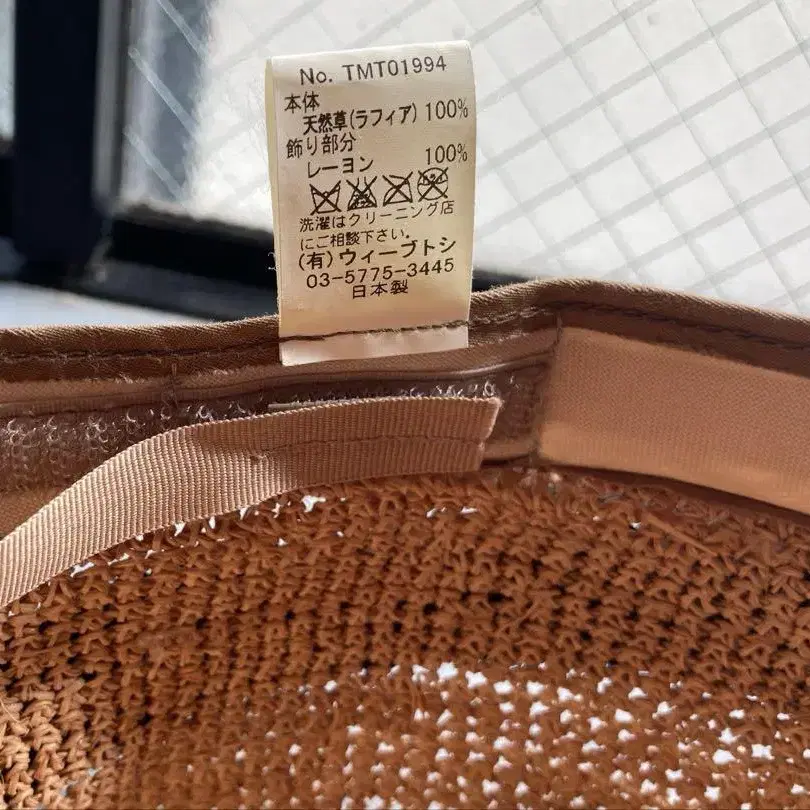 No. TMT01994
本体
天然草(ラフィア) 100%
飾り部分
レーヨン 100%
洗濯はクリーニング店
にご相談下さい。
(有)ウィーブトシ
03-5775-3445
日本製